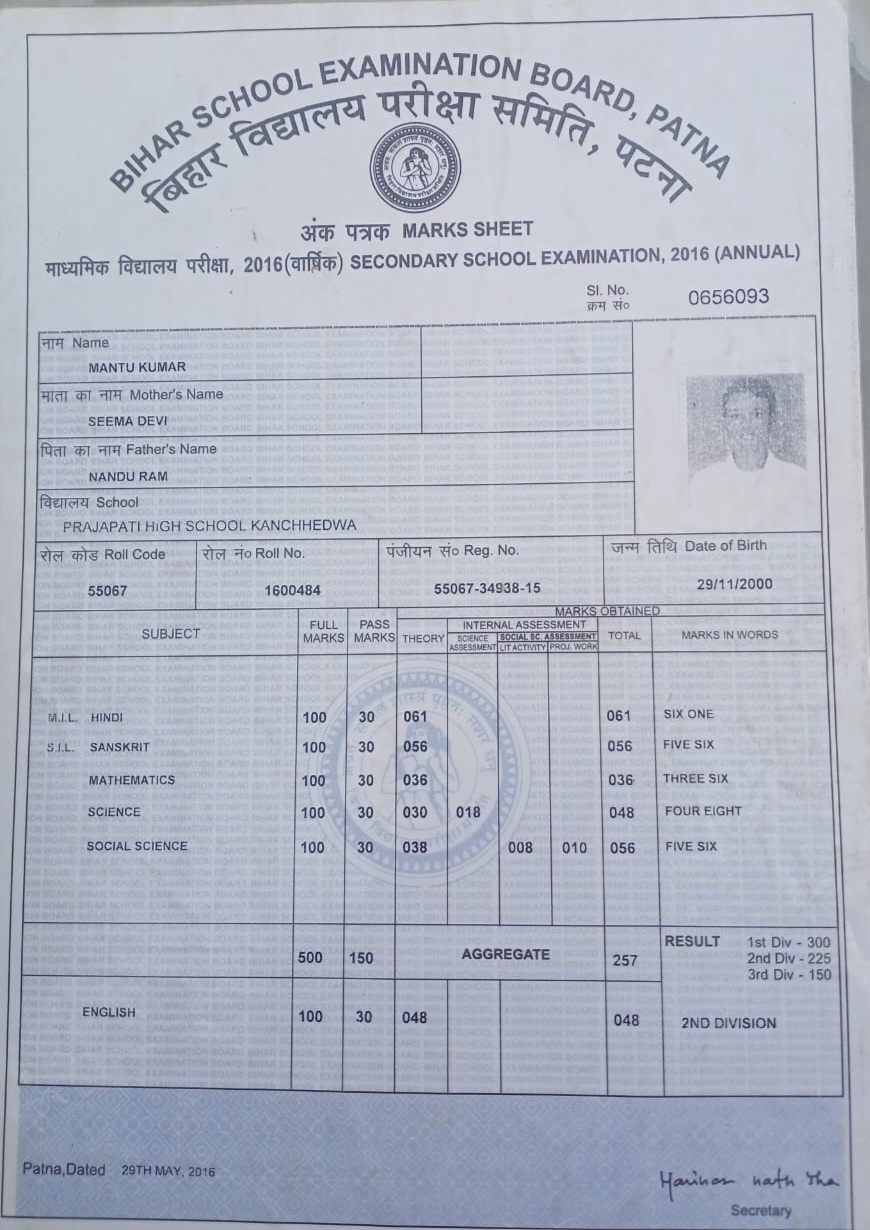 BIHAR SCHOOL EXAMINATION BOARD, PATNA
बिहार विद्यालय परीक्षा समिति, पटना
अंक पत्रक MARKS SHEET
माध्यमिक विद्यालय परीक्षा, 2016(वार्षिक) SECONDARY SCHOOL EXAMINATION, 2016 (ANNUAL)
Sl. No.
क्रम सं० 0656093
नाम Name
MANTU KUMAR
माता का नाम Mother's Name
SEEMA DEVI
पिता का नाम Father's Name
NANDU RAM
विद्यालय School
PRAJAPATI HiGH SCHOOL KANCHHEDWA
रोल कोड Roll Code रोल नं० Roll No. पंजीयन सं० Reg. No. जन्म तिथि Date of Birth
55067 1600484 55067-34938-15 29/11/2000
MARKS OBTAINED
SUBJECT FULL MARKS PASS MARKS THEORY INTERNAL ASSESSMENT TOTAL MARKS IN WORDS
SCIENCE ASSESSMENT SOCIAL SC. ASSESSMENT
LIT ACTIVITY PROJ. WORK
M.I.L. HINDI 100 30 061 061 SIX ONE
S.I.L. SANSKRIT 100 30 056 056 FIVE SIX
MATHEMATICS 100 30 036 036 THREE SIX
SCIENCE 100 30 030 018 048 FOUR EIGHT
SOCIAL SCIENCE 100 30 038 008 010 056 FIVE SIX
500 150 AGGREGATE 257 RESULT 1st Div - 300
2nd Div - 225
3rd Div - 150
ENGLISH 100 30 048 048 2ND DIVISION
Patna,Dated 29TH MAY, 2016
Harihar nath Jha
Secretary